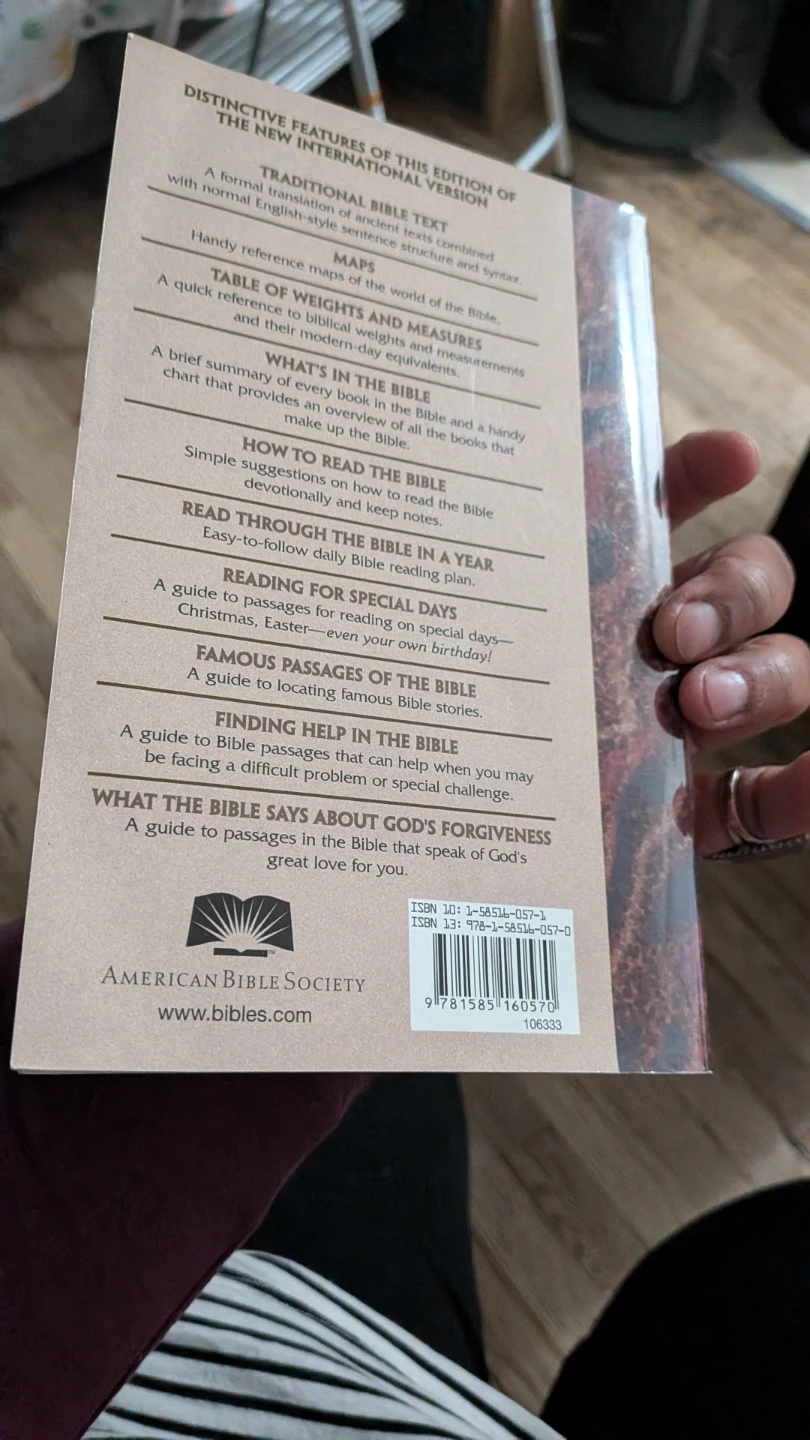 DISTINCTIVE FEATURES OF THIS EDITION OF
THE NEW INTERNATIONAL VERSION
TRADITIONAL BIBLE TEXT
A formal translation of ancient texts combined
with normal English-style sentence structure and syntax.
MAPS
Handy reference maps of the world of the Bible.
TABLE OF WEIGHTS AND MEASURES
A quick reference to biblical weights and measurements
and their modern-day equivalents.
WHAT'S IN THE BIBLE
A brief summary of every book in the Bible and a handy
chart that provides an overview of all the books that
make up the Bible.
HOW TO READ THE BIBLE
Simple suggestions on how to read the Bible
devotionally and keep notes.
READ THROUGH THE BIBLE IN A YEAR
Easy-to-follow daily Bible reading plan.
READING FOR SPECIAL DAYS
A guide to passages for reading on special days—
Christmas, Easter—even your own birthday!
FAMOUS PASSAGES OF THE BIBLE
A guide to locating famous Bible stories.
FINDING HELP IN THE BIBLE
A guide to Bible passages that can help when you may
be facing a difficult problem or special challenge.
WHAT THE BIBLE SAYS ABOUT GOD'S FORGIVENESS
A guide to passages in the Bible that speak of God's
great love for you.
TM
AMERICAN BIBLE SOCIETY
www.bibles.com
ISBN 10: 1-58516-057-1
ISBN 13: 978-1-58516-057-0
9 781585 160570
106333